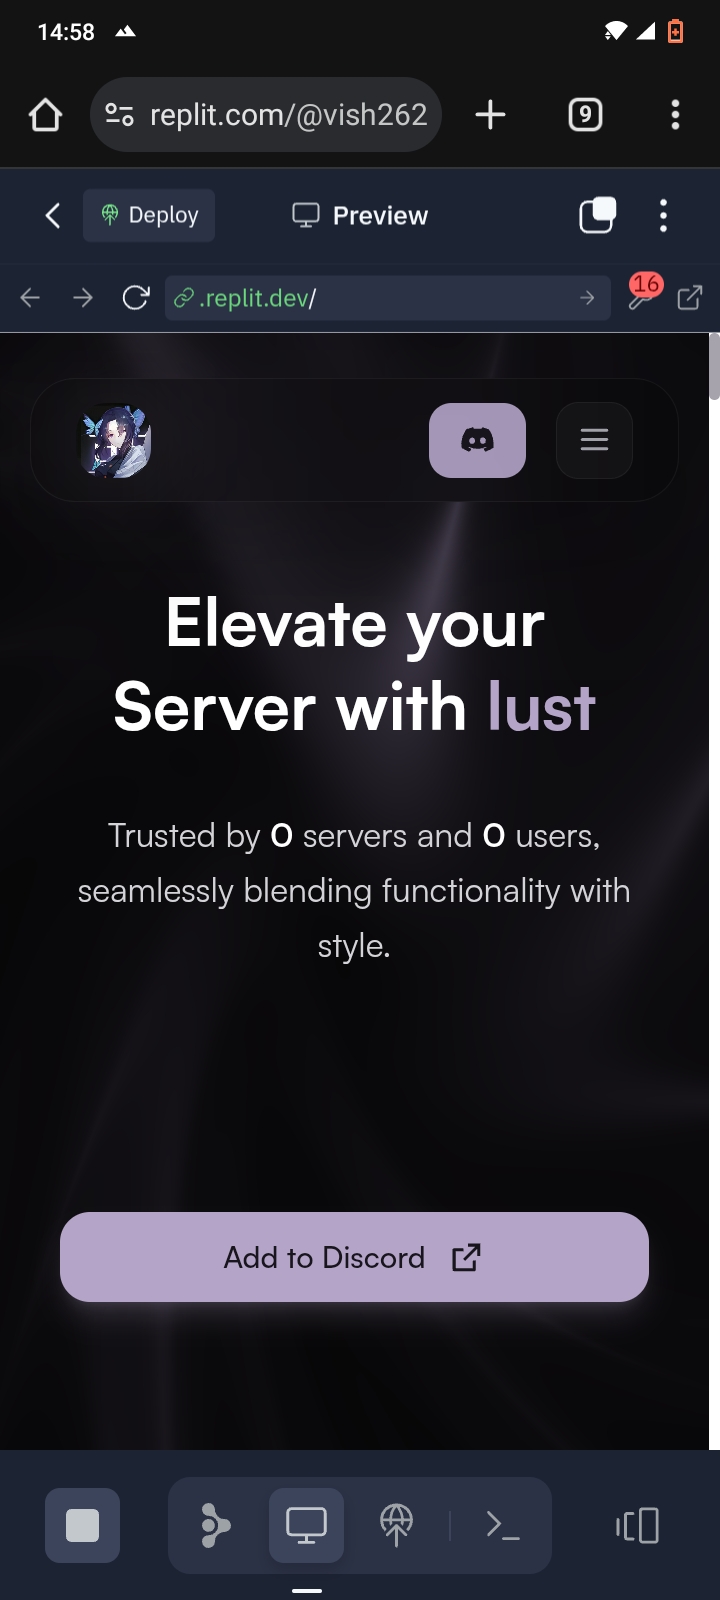 14:58
replit.com/@vish262
9
Deploy
Preview
.replit.dev/
16
Elevate your
Server with lust
Trusted by 0 servers and 0 users,
seamlessly blending functionality with
style.
Add to Discord